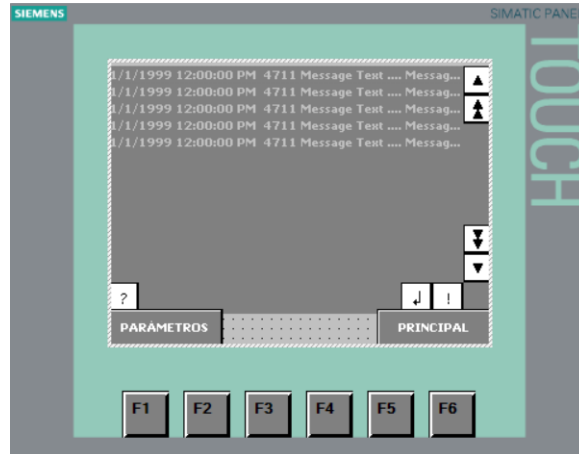 SIEMENS
SIMATIC PANE
TOUCH
1/1/1999 12:00:00 PM 4711 Message Text .... Messag...
1/1/1999 12:00:00 PM 4711 Message Text .... Messag...
1/1/1999 12:00:00 PM 4711 Message Text .... Messag...
1/1/1999 12:00:00 PM 4711 Message Text .... Messag...
1/1/1999 12:00:00 PM 4711 Message Text .... Messag...
? !
PARÁMETROS PRINCIPAL
F1 F2 F3 F4 F5 F6